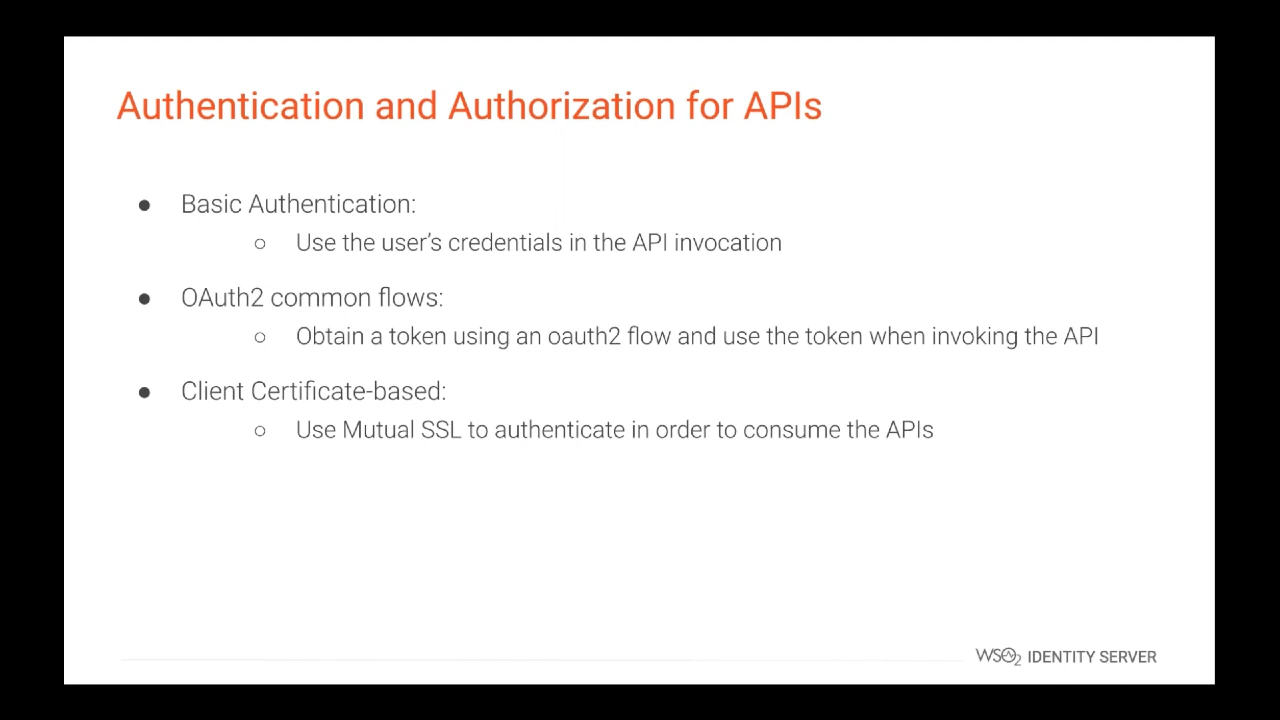 Authentication and Authorization for APIs
● Basic Authentication:
○ Use the user’s credentials in the API invocation
● OAuth2 common flows:
○ Obtain a token using an oauth2 flow and use the token when invoking the API
● Client Certificate-based:
○ Use Mutual SSL to authenticate in order to consume the APIs
WSO2 IDENTITY SERVER